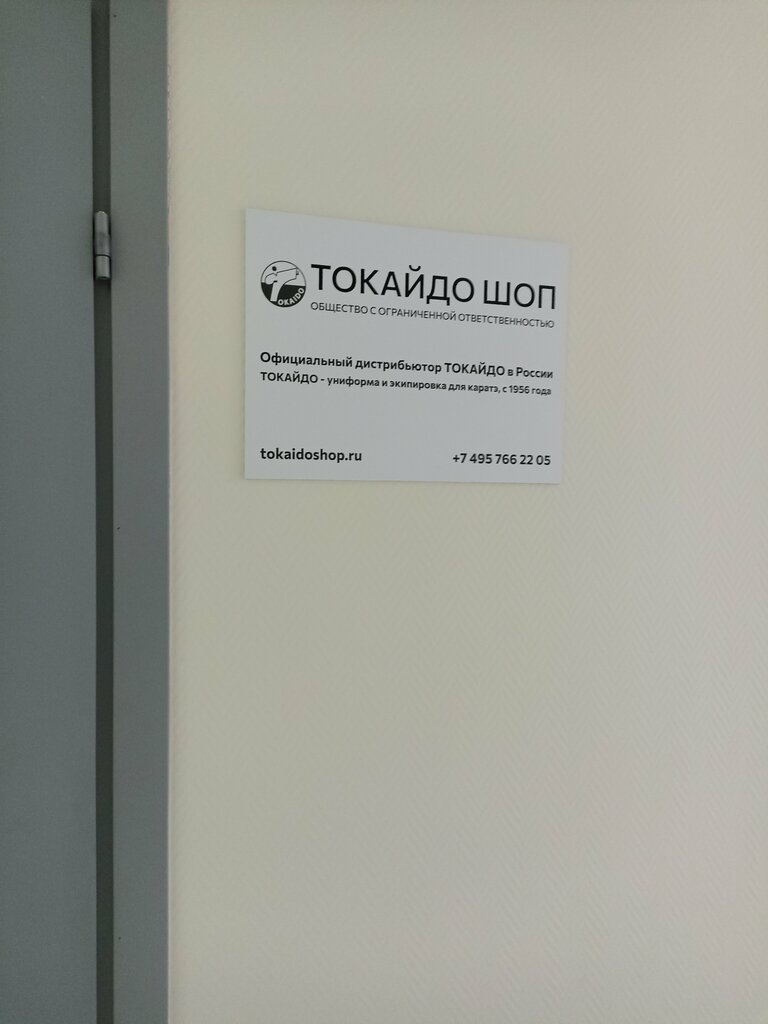 TOKAIDO
ТОКАЙДО ШОП
ОБЩЕСТВО С ОГРАНИЧЕННОЙ ОТВЕТСТВЕННОСТЬЮ
Официальный дистрибьютор ТОКАЙДО в России
ТОКАЙДО - униформа и экипировка для каратэ, с 1956 года
tokaidoshop.ru +7 495 766 22 05